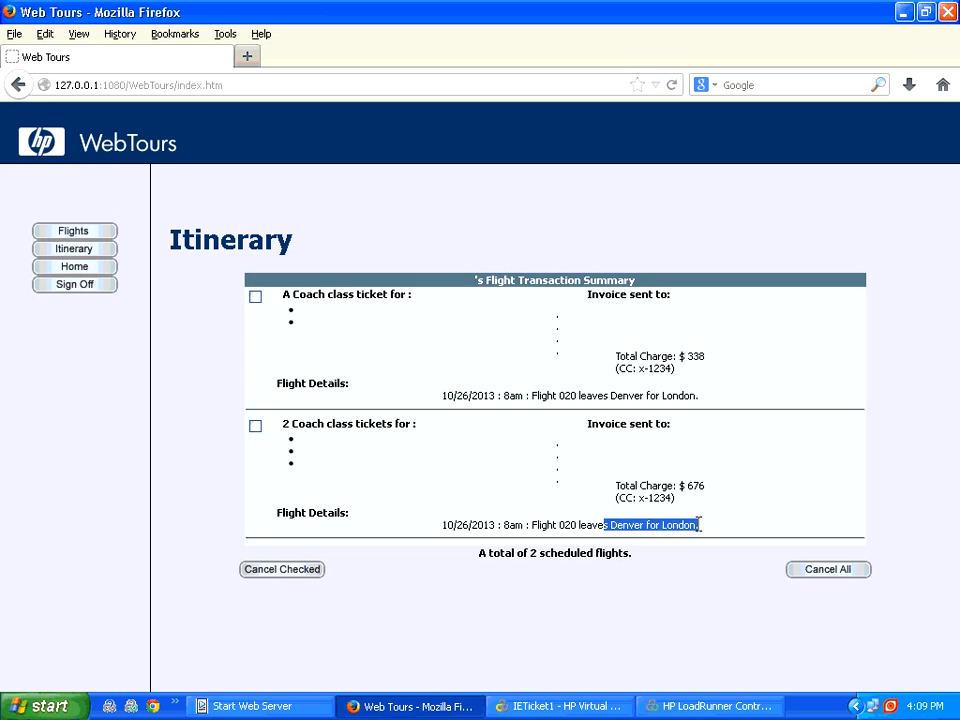 Web Tours - Mozilla Firefox
File Edit View History Bookmarks Tools Help
Web Tours
127.0.0.1:1080/WebTours/index.htm
Google
hp WebTours
Flights
Itinerary
Home
Sign Off
Itinerary
's Flight Transaction Summary
A Coach class ticket for :
Invoice sent to:
Total Charge: $ 338
(CC: x-1234)
Flight Details:
10/26/2013 : 8am : Flight 020 leaves Denver for London.
2 Coach class tickets for :
Invoice sent to:
Total Charge: $ 676
(CC: x-1234)
Flight Details:
10/26/2013 : 8am : Flight 020 leaves Denver for London.
A total of 2 scheduled flights.
Cancel Checked
Cancel All
start
Start Web Server
Web Tours - Mozilla Fi...
IETicket1 - HP Virtual ...
HP LoadRunner Contr...
4:09 PM